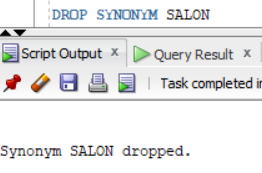 DROP SYNONYM SALON
Script Output x Query Result x
Task completed in
Synonym SALON dropped.